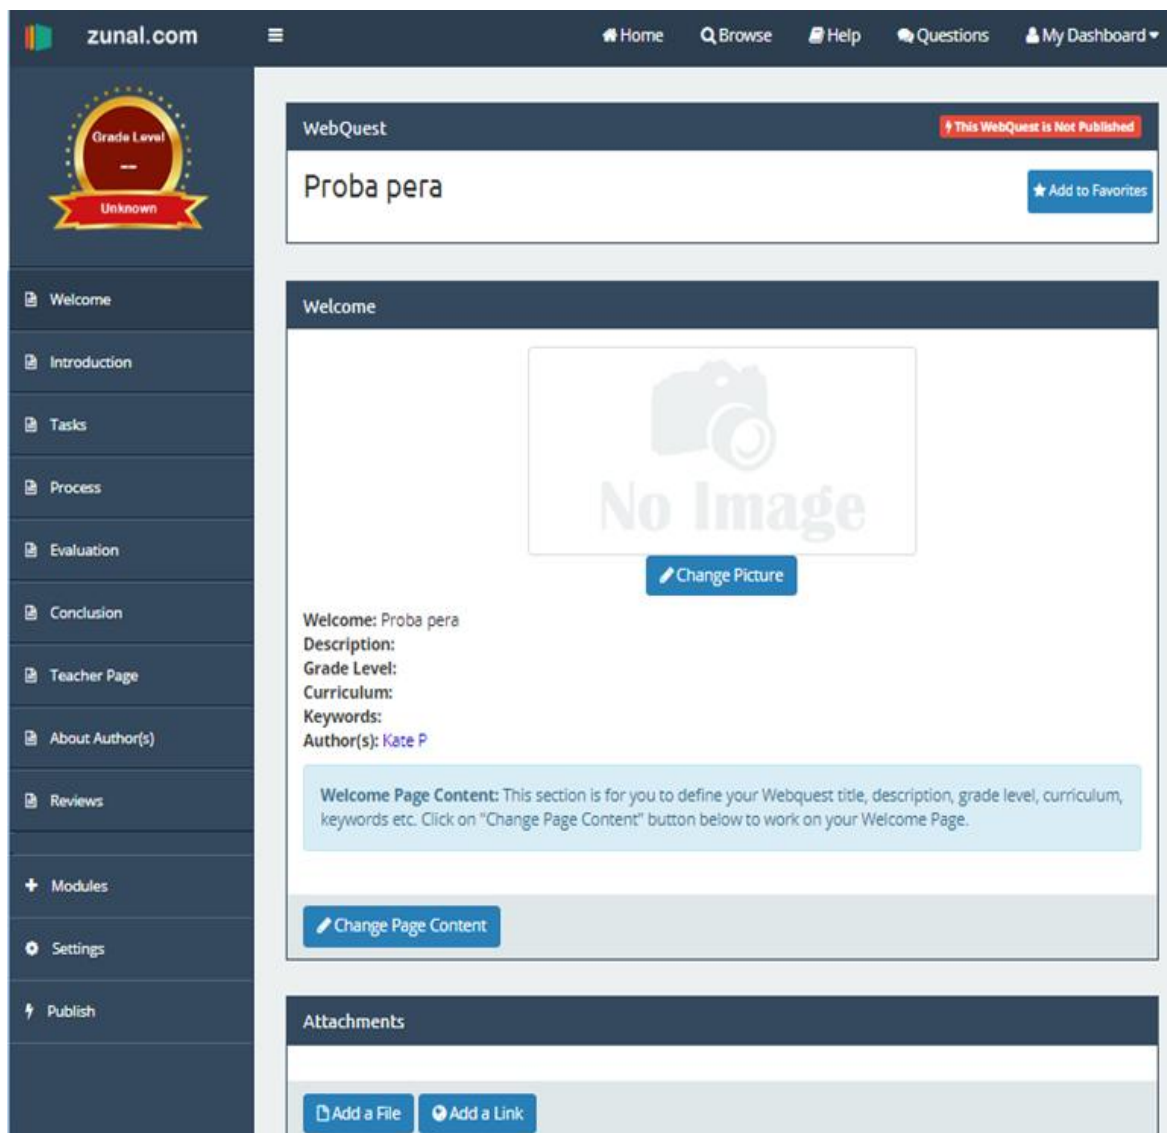 zunal.com
Home Browse Help Questions My Dashboard
Grade Level
--
Unknown
WebQuest
This WebQuest is Not Published
Proba pera
Add to Favorites
Welcome
Introduction
Tasks
Process
Evaluation
Conclusion
Teacher Page
About Author(s)
Reviews
Modules
Settings
Publish
Welcome
No Image
Change Picture
Welcome: Proba pera
Description:
Grade Level:
Curriculum:
Keywords:
Author(s): Kate P
Welcome Page Content: This section is for you to define your Webquest title, description, grade level, curriculum,
keywords etc. Click on "Change Page Content" button below to work on your Welcome Page.
Change Page Content
Attachments
Add a File Add a Link